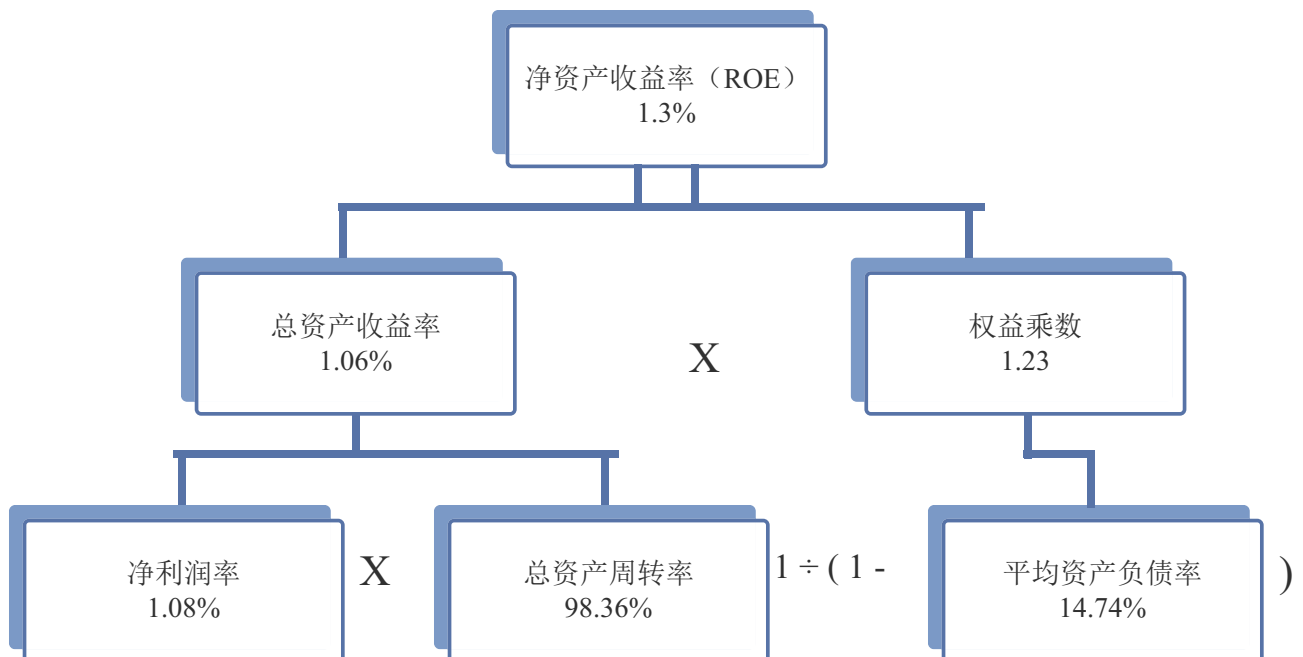 净资产收益率（ROE）
1.3%
总资产收益率
1.06%
X
权益乘数
1.23
净利润率
1.08%
X
总资产周转率
98.36%
1 ÷ ( 1 -
平均资产负债率
14.74%
)